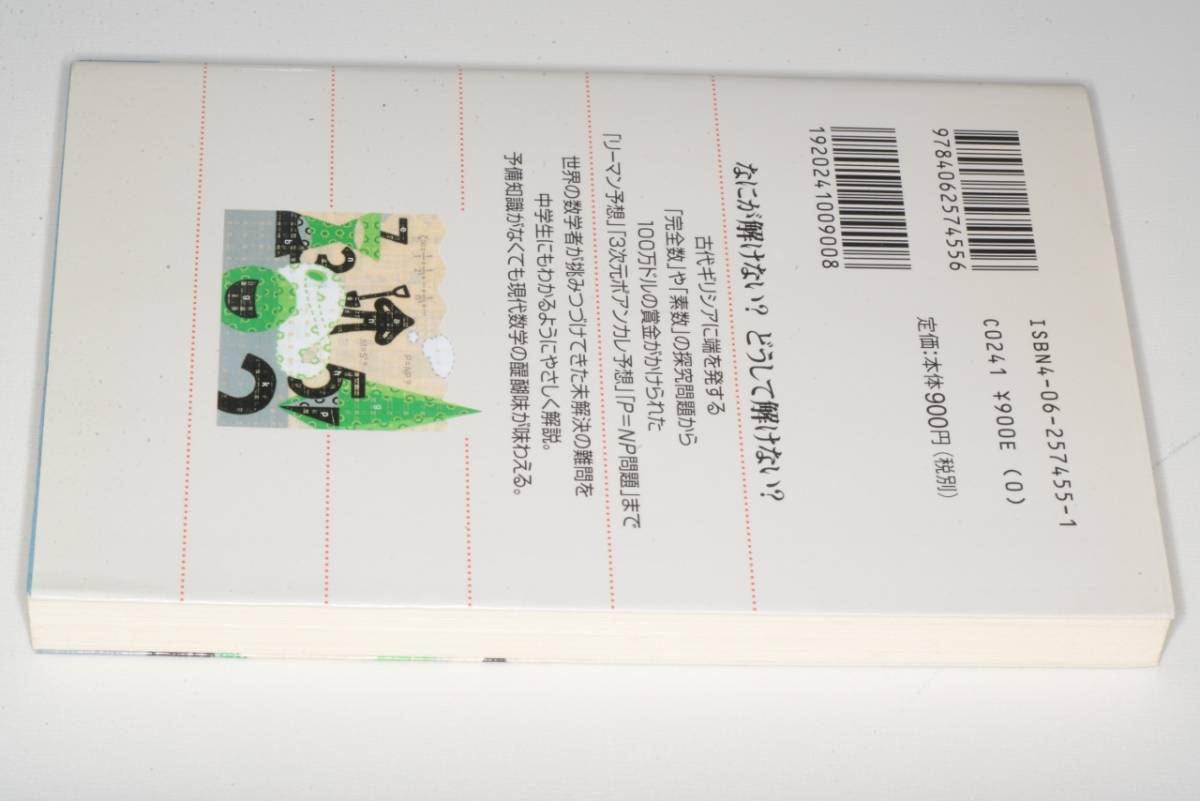 9784062574556
1920241009008
ISBN4-06-257455-1
C0241 ¥900E (0)
定価:本体900円(税別)
なにが解けない? どうして解けない?
古代ギリシアに端を発する
「完全数」や「素数」の探究問題から
100万ドルの賞金がかけられた
「リーマン予想」「3次元ポアンカレ予想」「P=NP問題」まで
世界の数学者が挑みつづけてきた未解決の難問を
中学生にもわかるようにやさしく解説。
予備知識がなくても現代数学の醍醐味が味わえる。